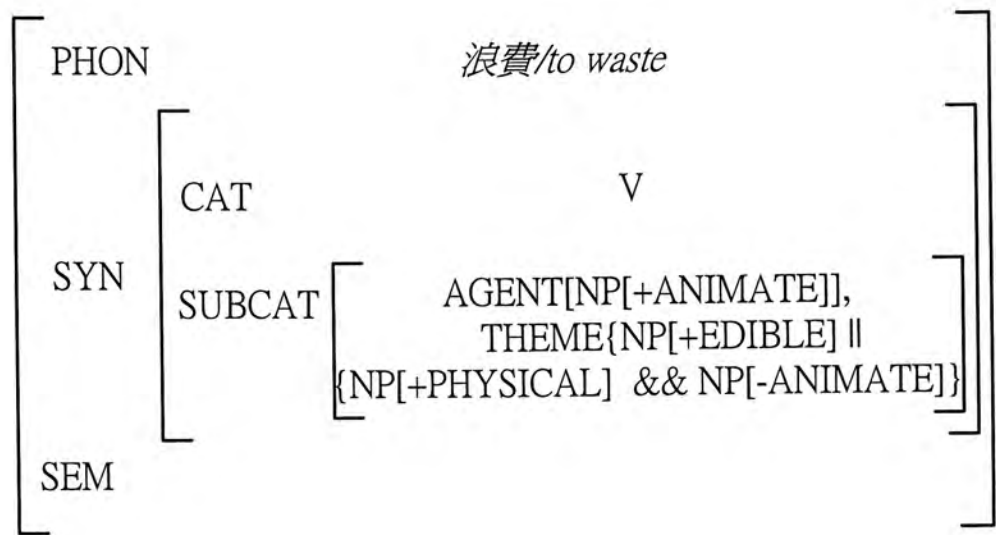 PHON 浪費/to waste
CAT V
SYN
SUBCAT AGENT[NP[+ANIMATE]],
THEME{NP[+EDIBLE] ||
{NP[+PHYSICAL] && NP[-ANIMATE]}
SEM